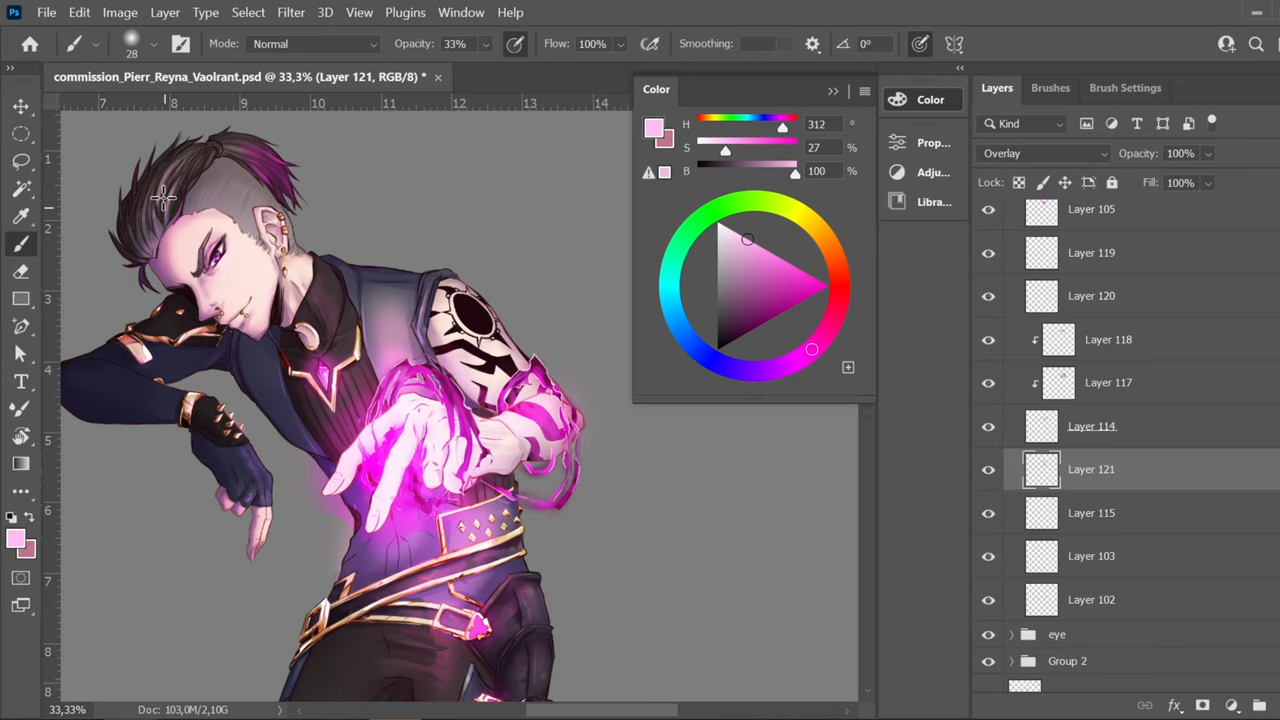 Ps File Edit Image Layer Type Select Filter 3D View Plugins Window Help
28 Mode: Normal Opacity: 33% Flow: 100% Smoothing: 0°
commission_Pierr_Reyna_Vaolrant.psd @ 33,3% (Layer 121, RGB/8) *
7 8 9 10 11 12 13 14
1
2
3
4
5
6
7
8
8
Color
H 312 °
S 27 %
B 100 %
Color
Prop...
Adju...
Libra...
Layers Brushes Brush Settings
Kind
Overlay Opacity: 100%
Lock: Fill: 100%
Layer 105
Layer 119
Layer 120
Layer 118
Layer 117
Layer 114
Layer 121
Layer 115
Layer 103
Layer 102
eye
Group 2
33,33% Doc: 103,0M/2,10G
fx